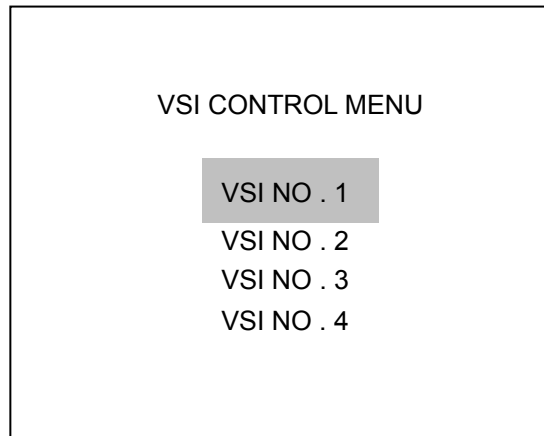 VSI CONTROL MENU
VSI NO . 1
VSI NO . 2
VSI NO . 3
VSI NO . 4